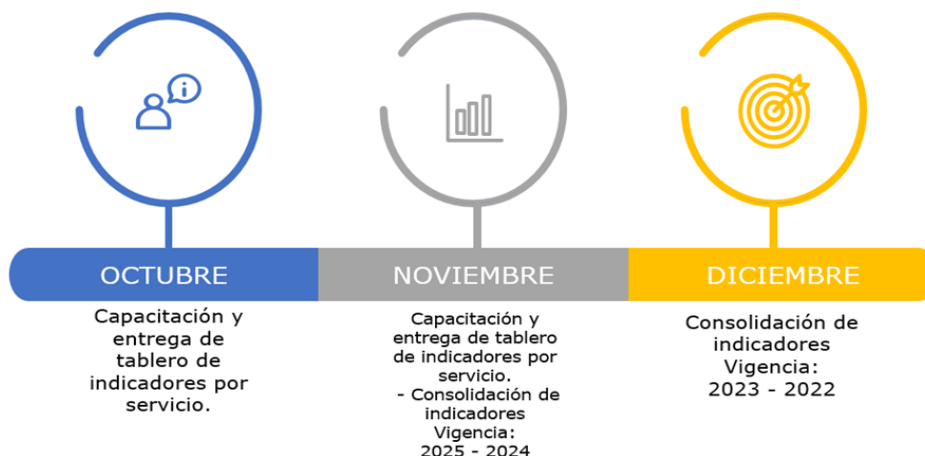 OCTUBRE
Capacitación y
entrega de
tablero de
indicadores por
servicio.
NOVIEMBRE
Capacitación y
entrega de tablero
de indicadores por
servicio.
- Consolidación de
indicadores
Vigencia:
2025 - 2024
DICIEMBRE
Consolidación de
indicadores
Vigencia:
2023 - 2022